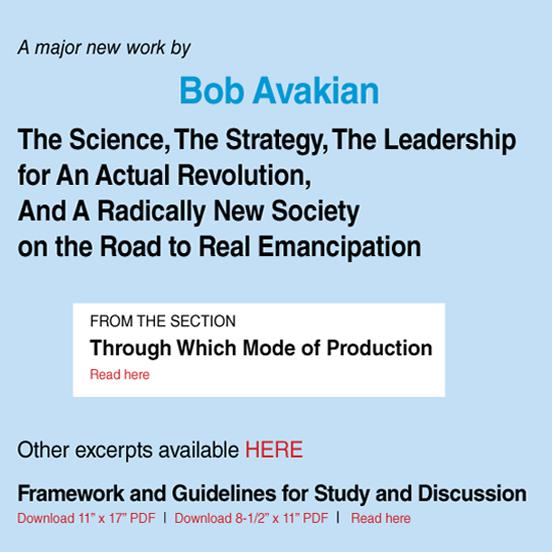 A major new work by
Bob Avakian
The Science, The Strategy, The Leadership
for An Actual Revolution,
And A Radically New Society
on the Road to Real Emancipation
FROM THE SECTION
Through Which Mode of Production
Read here
Other excerpts available HERE
Framework and Guidelines for Study and Discussion
Download 11” x 17” PDF | Download 8-1/2” x 11” PDF | Read here